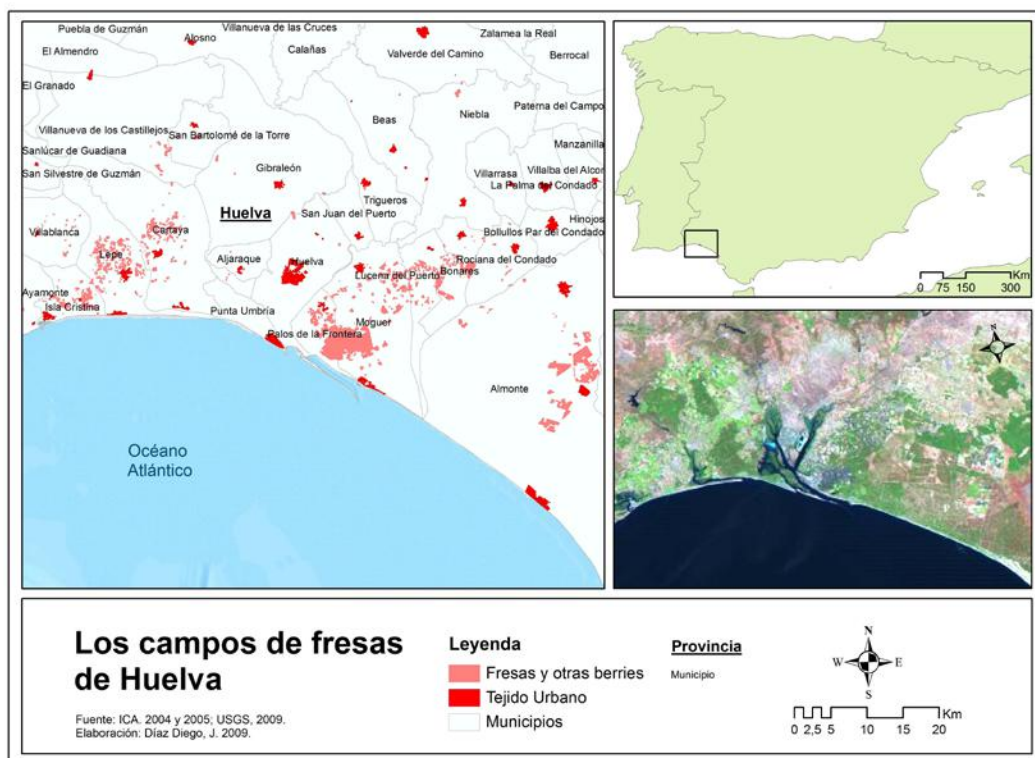 Puebla de Guzmán
Alosno
Villanueva de las Cruces
Calañas
Zalamea la Real
El Almendro
Valverde del Camino
Berrocal
El Granado
Paterna del Campo
Niebla
Beas
Villanueva de los Castillejos
San Bartolomé de la Torre
Manzanilla
Sanlúcar de Guadiana
Gibraleón
Villarrasa
Villalba del Alcor
San Silvestre de Guzmán
La Palma del Condado
Trigueros
Huelva
San Juan del Puerto
Hinojos
Villablanca
Cartaya
Bollullos Par del Condado
Lepe
Aljaraque
Huelva
Rociana del Condado
Lucena del Puerto
Bonares
Ayamonte
Isla Cristina
Punta Umbría
Moguer
Palos de la Frontera
Almonte
Océano
Atlántico
Km
0 75 150 300
N
Los campos de fresas
de Huelva
Fuente: ICA. 2004 y 2005; USGS, 2009.
Elaboración: Díaz Diego, J. 2009.
Leyenda
Fresas y otras berries
Tejido Urbano
Municipios
Provincia
Municipio
N
W E
S
Km
0 2,5 5 10 15 20